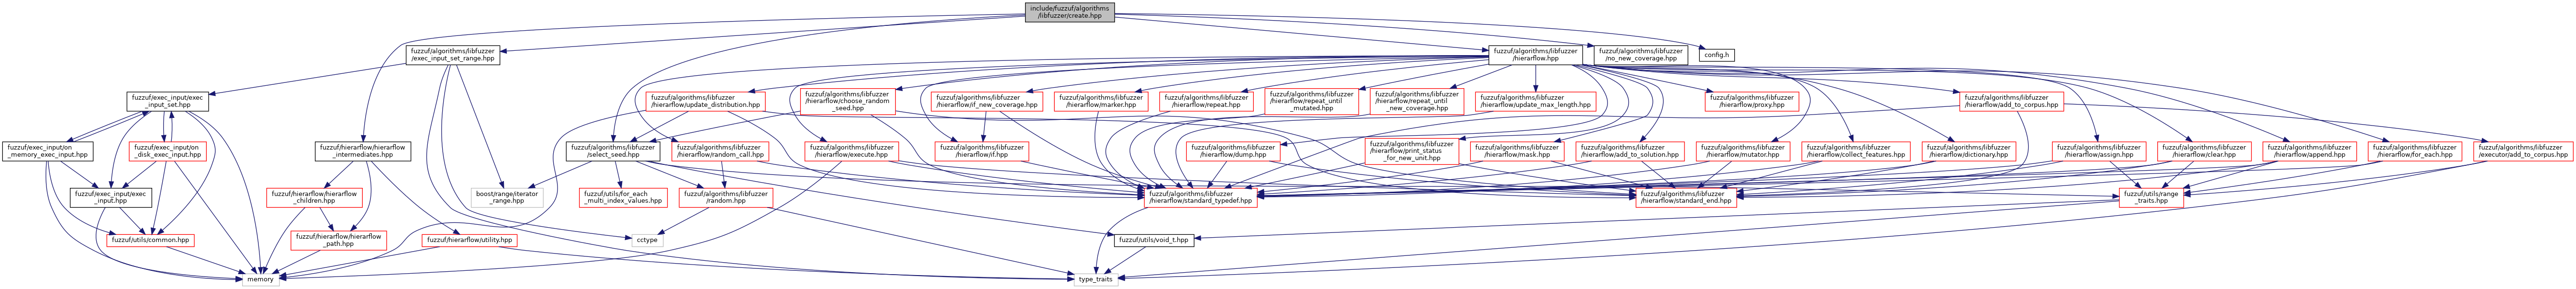 include/fuzzuf/algorithms
/libfuzzer/create.hpp
fuzzuf/algorithms/libfuzzer
/exec_input_set_range.hpp
fuzzuf/algorithms/libfuzzer
/hierarflow.hpp
fuzzuf/algorithms/libfuzzer
/no_new_coverage.hpp
config.h
fuzzuf/exec_input/exec
_input_set.hpp
fuzzuf/algorithms/libfuzzer
/hierarflow/update_distribution.hpp
fuzzuf/algorithms/libfuzzer
/hierarflow/choose_random
_seed.hpp
fuzzuf/algorithms/libfuzzer
/hierarflow/if_new_coverage.hpp
fuzzuf/algorithms/libfuzzer
/hierarflow/marker.hpp
fuzzuf/algorithms/libfuzzer
/hierarflow/repeat.hpp
fuzzuf/algorithms/libfuzzer
/hierarflow/repeat_until
_mutated.hpp
fuzzuf/algorithms/libfuzzer
/hierarflow/repeat_until
_new_coverage.hpp
fuzzuf/algorithms/libfuzzer
/hierarflow/update_max_length.hpp
fuzzuf/algorithms/libfuzzer
/hierarflow/proxy.hpp
fuzzuf/algorithms/libfuzzer
/hierarflow/add_to_corpus.hpp
fuzzuf/exec_input/on
_memory_exec_input.hpp
fuzzuf/exec_input/on
_disk_exec_input.hpp
fuzzuf/hierarflow/hierarflow
_intermediates.hpp
fuzzuf/algorithms/libfuzzer
/select_seed.hpp
fuzzuf/algorithms/libfuzzer
/hierarflow/random_call.hpp
fuzzuf/algorithms/libfuzzer
/hierarflow/execute.hpp
fuzzuf/algorithms/libfuzzer
/hierarflow/if.hpp
fuzzuf/algorithms/libfuzzer
/hierarflow/dump.hpp
fuzzuf/algorithms/libfuzzer
/hierarflow/print_status
_for_new_unit.hpp
fuzzuf/algorithms/libfuzzer
/hierarflow/mask.hpp
fuzzuf/algorithms/libfuzzer
/hierarflow/add_to_solution.hpp
fuzzuf/algorithms/libfuzzer
/hierarflow/mutator.hpp
fuzzuf/algorithms/libfuzzer
/hierarflow/collect_features.hpp
fuzzuf/algorithms/libfuzzer
/hierarflow/dictionary.hpp
fuzzuf/algorithms/libfuzzer
/hierarflow/assign.hpp
fuzzuf/algorithms/libfuzzer
/hierarflow/clear.hpp
fuzzuf/algorithms/libfuzzer
/hierarflow/append.hpp
fuzzuf/algorithms/libfuzzer
/hierarflow/for_each.hpp
fuzzuf/algorithms/libfuzzer
/executor/add_to_corpus.hpp
fuzzuf/exec_input/exec
_input.hpp
fuzzuf/hierarflow/hierarflow
_children.hpp
boost/range/iterator
_range.hpp
fuzzuf/utils/for_each
_multi_index_values.hpp
fuzzuf/algorithms/libfuzzer
/random.hpp
fuzzuf/algorithms/libfuzzer
/hierarflow/standard_typedef.hpp
fuzzuf/algorithms/libfuzzer
/hierarflow/standard_end.hpp
fuzzuf/utils/range
_traits.hpp
fuzzuf/utils/common.hpp
fuzzuf/hierarflow/hierarflow
_path.hpp
fuzzuf/hierarflow/utility.hpp
cctype
fuzzuf/utils/void_t.hpp
memory
type_traits